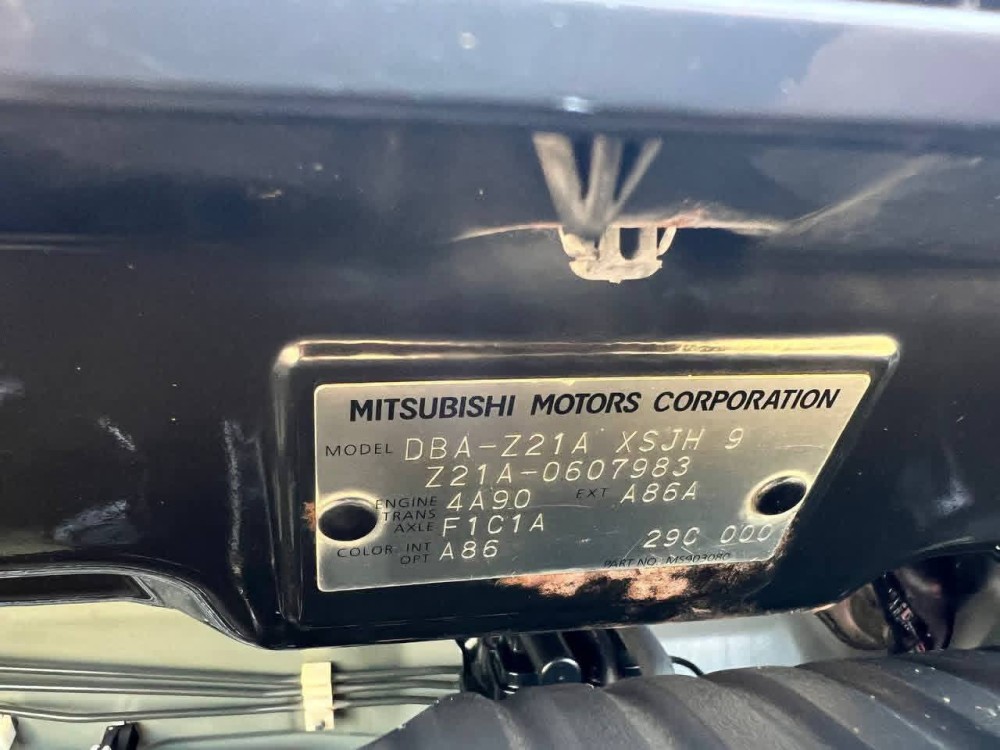 MITSUBISHI MOTORS CORPORATION
MODEL DBA-Z21A XSJH 9
Z21A-0607983
ENGINE 4A90 EXT A86A
TRANS AXLE F1C1A
COLOR INT OPT A86 29C 000
PART NO. MS903080